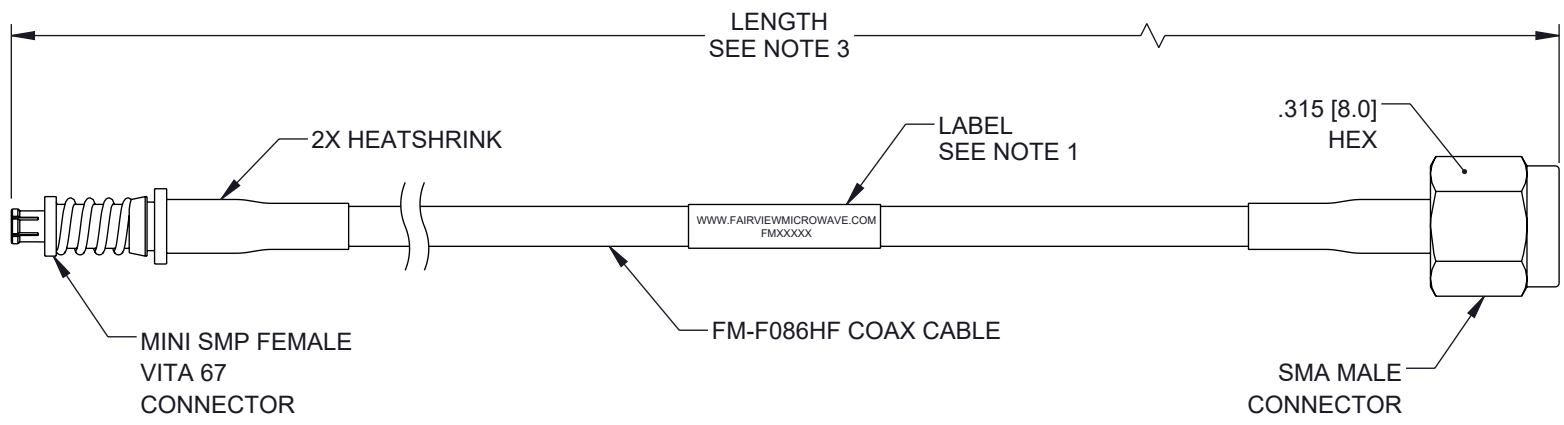 LENGTH
SEE NOTE 3
.315 [8.0]
HEX
2X HEATSHRINK
LABEL
SEE NOTE 1
WWW.FAIRVIEWMICROWAVE.COM
FMXXXXX
FM-F086HF COAX CABLE
MINI SMP FEMALE
VITA 67
CONNECTOR
SMA MALE
CONNECTOR